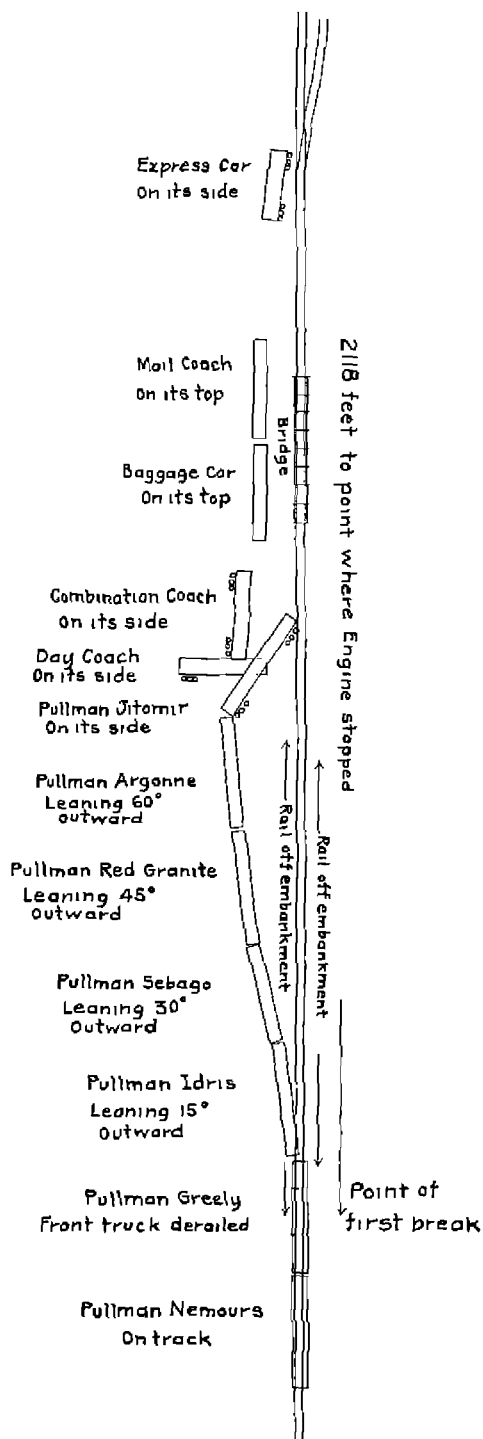 Express Car
On its side
Mail Coach
On its top
Bridge
2118 feet to point where Engine stopped
Baggage Car
On its top
Combination Coach
On its side
Day Coach
On its side
Pullman Jitomir
On its side
Pullman Argonne
Leaning 60°
Outward
Rail off embankment
Rail off embankment
Pullman Red Granite
Leaning 45°
Outward
Pullman Sebago
Leaning 30°
Outward
Pullman Idris
Leaning 15°
Outward
Pullman Greely
Front truck derailed
Point of
first break
Pullman Nemours
On track